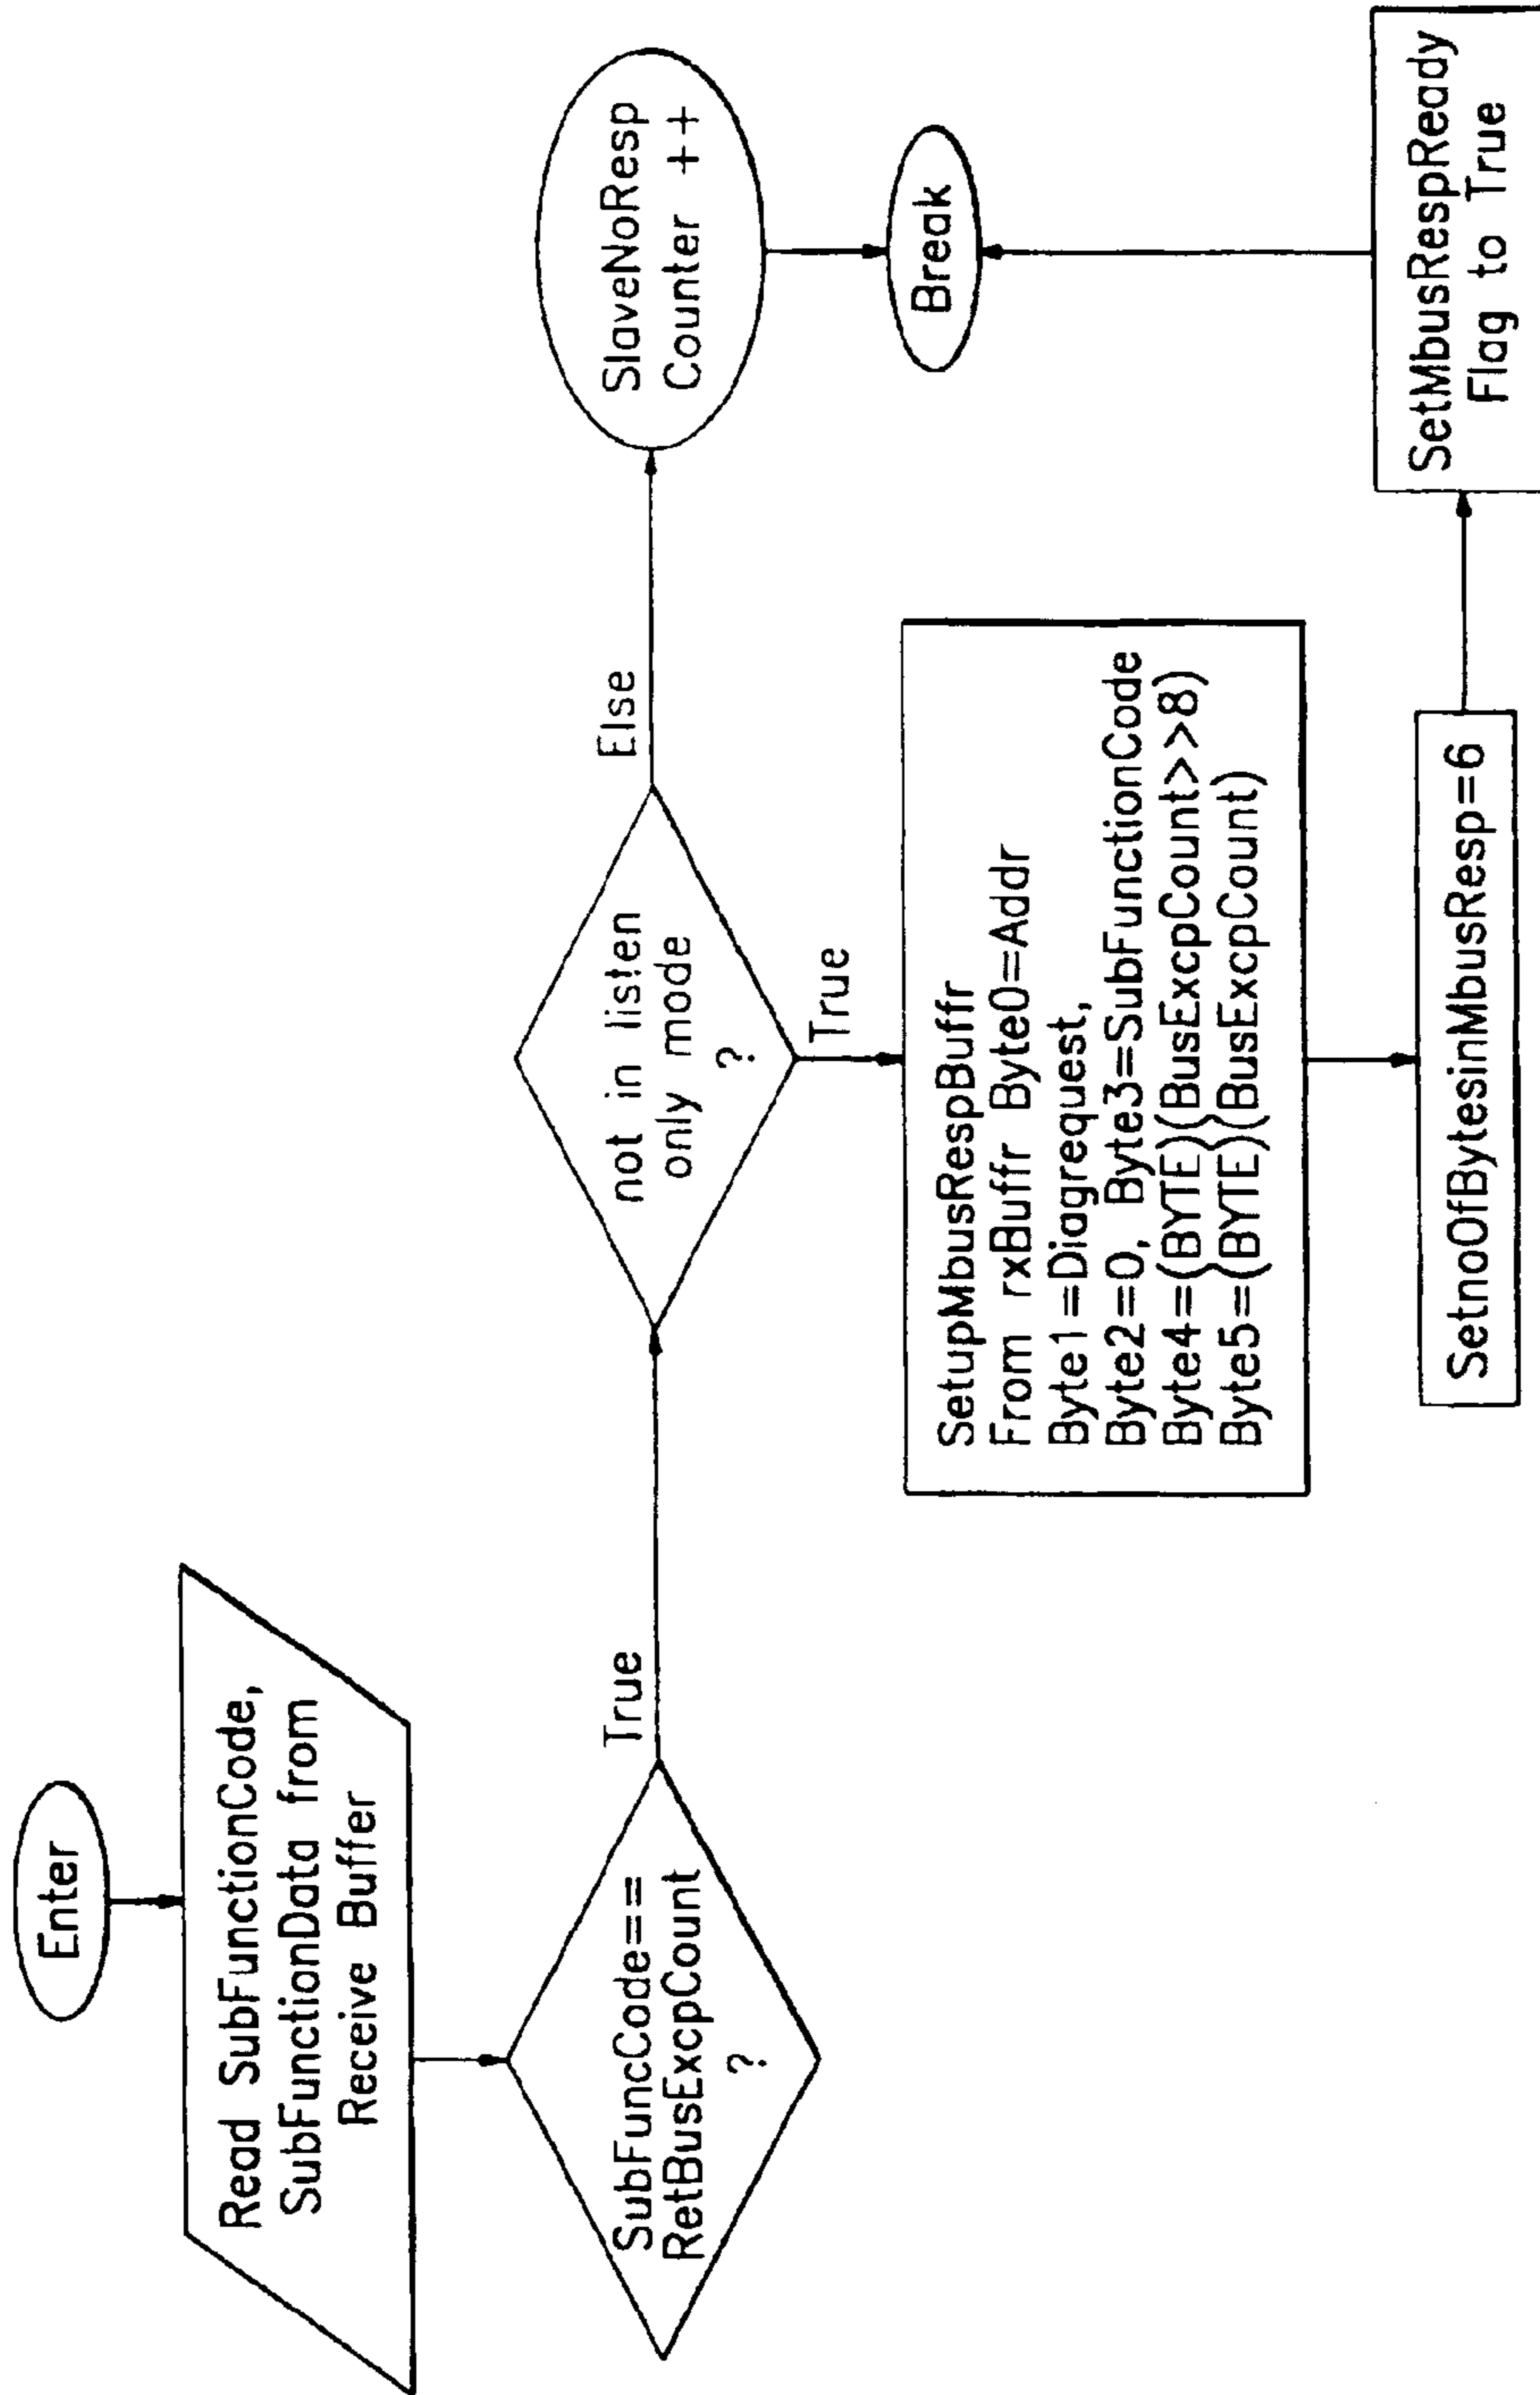 Enter
Read SubFunctionCode,
SubFunctionData from
Receive Buffer
SubFuncCode==
RetBusExcpCount
?
True
not in listen
only mode
?
Else
SlaveNoResp
Counter ++
True
SetupMbusRespBuffr
From rxBuffr Byte0=Addr
Byte1=Diagrequest,
Byte2=0, Byte3=SubFunctionCode
Byte4=(BYTE)(BusExcpCount>>8)
Byte5=(BYTE)(BusExcpCount)
Break
SetnoOfBytesinMbusResp=6
SetMbusRespReady
Flag to True